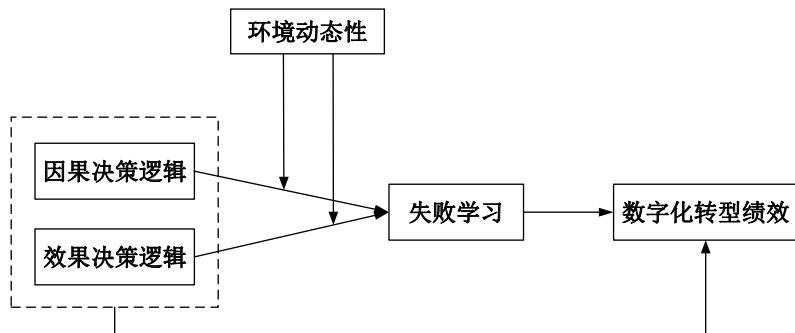 环境动态性
因果决策逻辑
失败学习
数字化转型绩效
效果决策逻辑